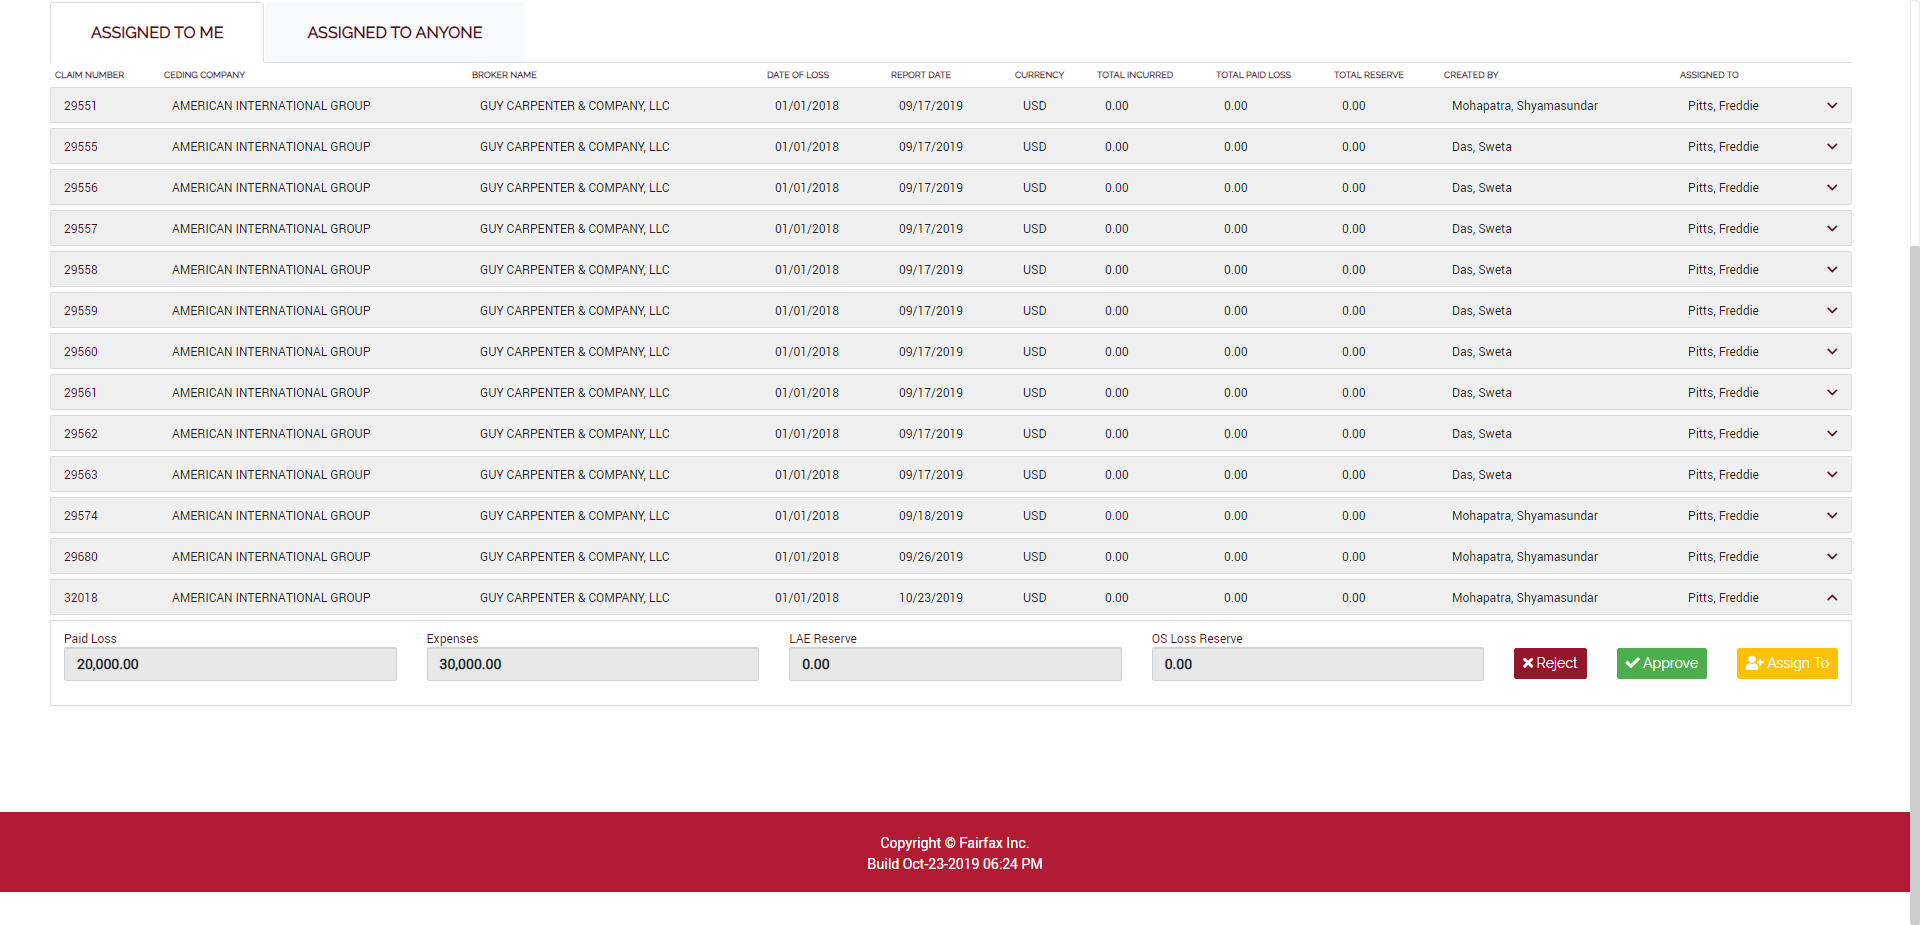 ASSIGNED TO ME ASSIGNED TO ANYONE
CLAIM NUMBER CEDING COMPANY BROKER NAME DATE OF LOSS REPORT DATE CURRENCY TOTAL INCURRED TOTAL PAID LOSS TOTAL RESERVE CREATED BY ASSIGNED TO
29551 AMERICAN INTERNATIONAL GROUP GUY CARPENTER & COMPANY, LLC 01/01/2018 09/17/2019 USD 0.00 0.00 0.00 Mohapatra, Shyamasundar Pitts, Freddie
29555 AMERICAN INTERNATIONAL GROUP GUY CARPENTER & COMPANY, LLC 01/01/2018 09/17/2019 USD 0.00 0.00 0.00 Das, Sweta Pitts, Freddie
29556 AMERICAN INTERNATIONAL GROUP GUY CARPENTER & COMPANY, LLC 01/01/2018 09/17/2019 USD 0.00 0.00 0.00 Das, Sweta Pitts, Freddie
29557 AMERICAN INTERNATIONAL GROUP GUY CARPENTER & COMPANY, LLC 01/01/2018 09/17/2019 USD 0.00 0.00 0.00 Das, Sweta Pitts, Freddie
29558 AMERICAN INTERNATIONAL GROUP GUY CARPENTER & COMPANY, LLC 01/01/2018 09/17/2019 USD 0.00 0.00 0.00 Das, Sweta Pitts, Freddie
29559 AMERICAN INTERNATIONAL GROUP GUY CARPENTER & COMPANY, LLC 01/01/2018 09/17/2019 USD 0.00 0.00 0.00 Das, Sweta Pitts, Freddie
29560 AMERICAN INTERNATIONAL GROUP GUY CARPENTER & COMPANY, LLC 01/01/2018 09/17/2019 USD 0.00 0.00 0.00 Das, Sweta Pitts, Freddie
29561 AMERICAN INTERNATIONAL GROUP GUY CARPENTER & COMPANY, LLC 01/01/2018 09/17/2019 USD 0.00 0.00 0.00 Das, Sweta Pitts, Freddie
29562 AMERICAN INTERNATIONAL GROUP GUY CARPENTER & COMPANY, LLC 01/01/2018 09/17/2019 USD 0.00 0.00 0.00 Das, Sweta Pitts, Freddie
29563 AMERICAN INTERNATIONAL GROUP GUY CARPENTER & COMPANY, LLC 01/01/2018 09/17/2019 USD 0.00 0.00 0.00 Das, Sweta Pitts, Freddie
29574 AMERICAN INTERNATIONAL GROUP GUY CARPENTER & COMPANY, LLC 01/01/2018 09/18/2019 USD 0.00 0.00 0.00 Mohapatra, Shyamasundar Pitts, Freddie
29680 AMERICAN INTERNATIONAL GROUP GUY CARPENTER & COMPANY, LLC 01/01/2018 09/26/2019 USD 0.00 0.00 0.00 Mohapatra, Shyamasundar Pitts, Freddie
32018 AMERICAN INTERNATIONAL GROUP GUY CARPENTER & COMPANY, LLC 01/01/2018 10/23/2019 USD 0.00 0.00 0.00 Mohapatra, Shyamasundar Pitts, Freddie
Paid Loss Expenses LAE Reserve OS Loss Reserve
20,000.00 30,000.00 0.00 0.00 Reject Approve Assign To
Copyright © Fairfax Inc.
Build Oct-23-2019 06:24 PM